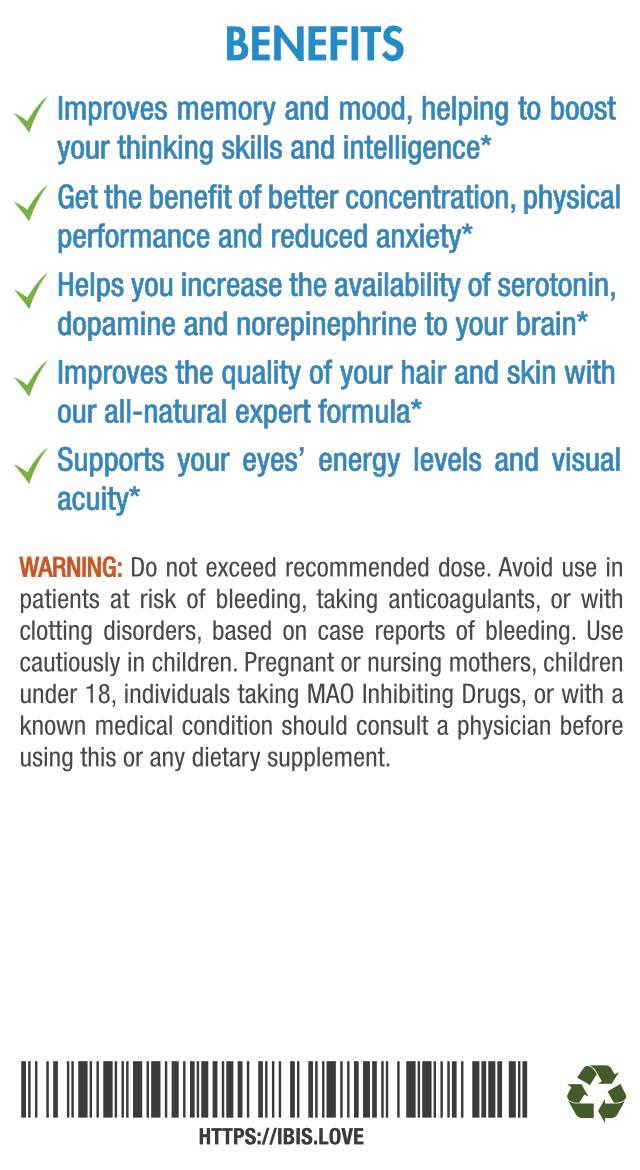 BENEFITS
Improves memory and mood, helping to boost
your thinking skills and intelligence*
Get the benefit of better concentration, physical
performance and reduced anxiety*
Helps you increase the availability of serotonin,
dopamine and norepinephrine to your brain*
Improves the quality of your hair and skin with
our all-natural expert formula*
Supports your eyes’ energy levels and visual
acuity*
WARNING: Do not exceed recommended dose. Avoid use in
patients at risk of bleeding, taking anticoagulants, or with
clotting disorders, based on case reports of bleeding. Use
cautiously in children. Pregnant or nursing mothers, children
under 18, individuals taking MAO Inhibiting Drugs, or with a
known medical condition should consult a physician before
using this or any dietary supplement.
HTTPS://IBIS.LOVE